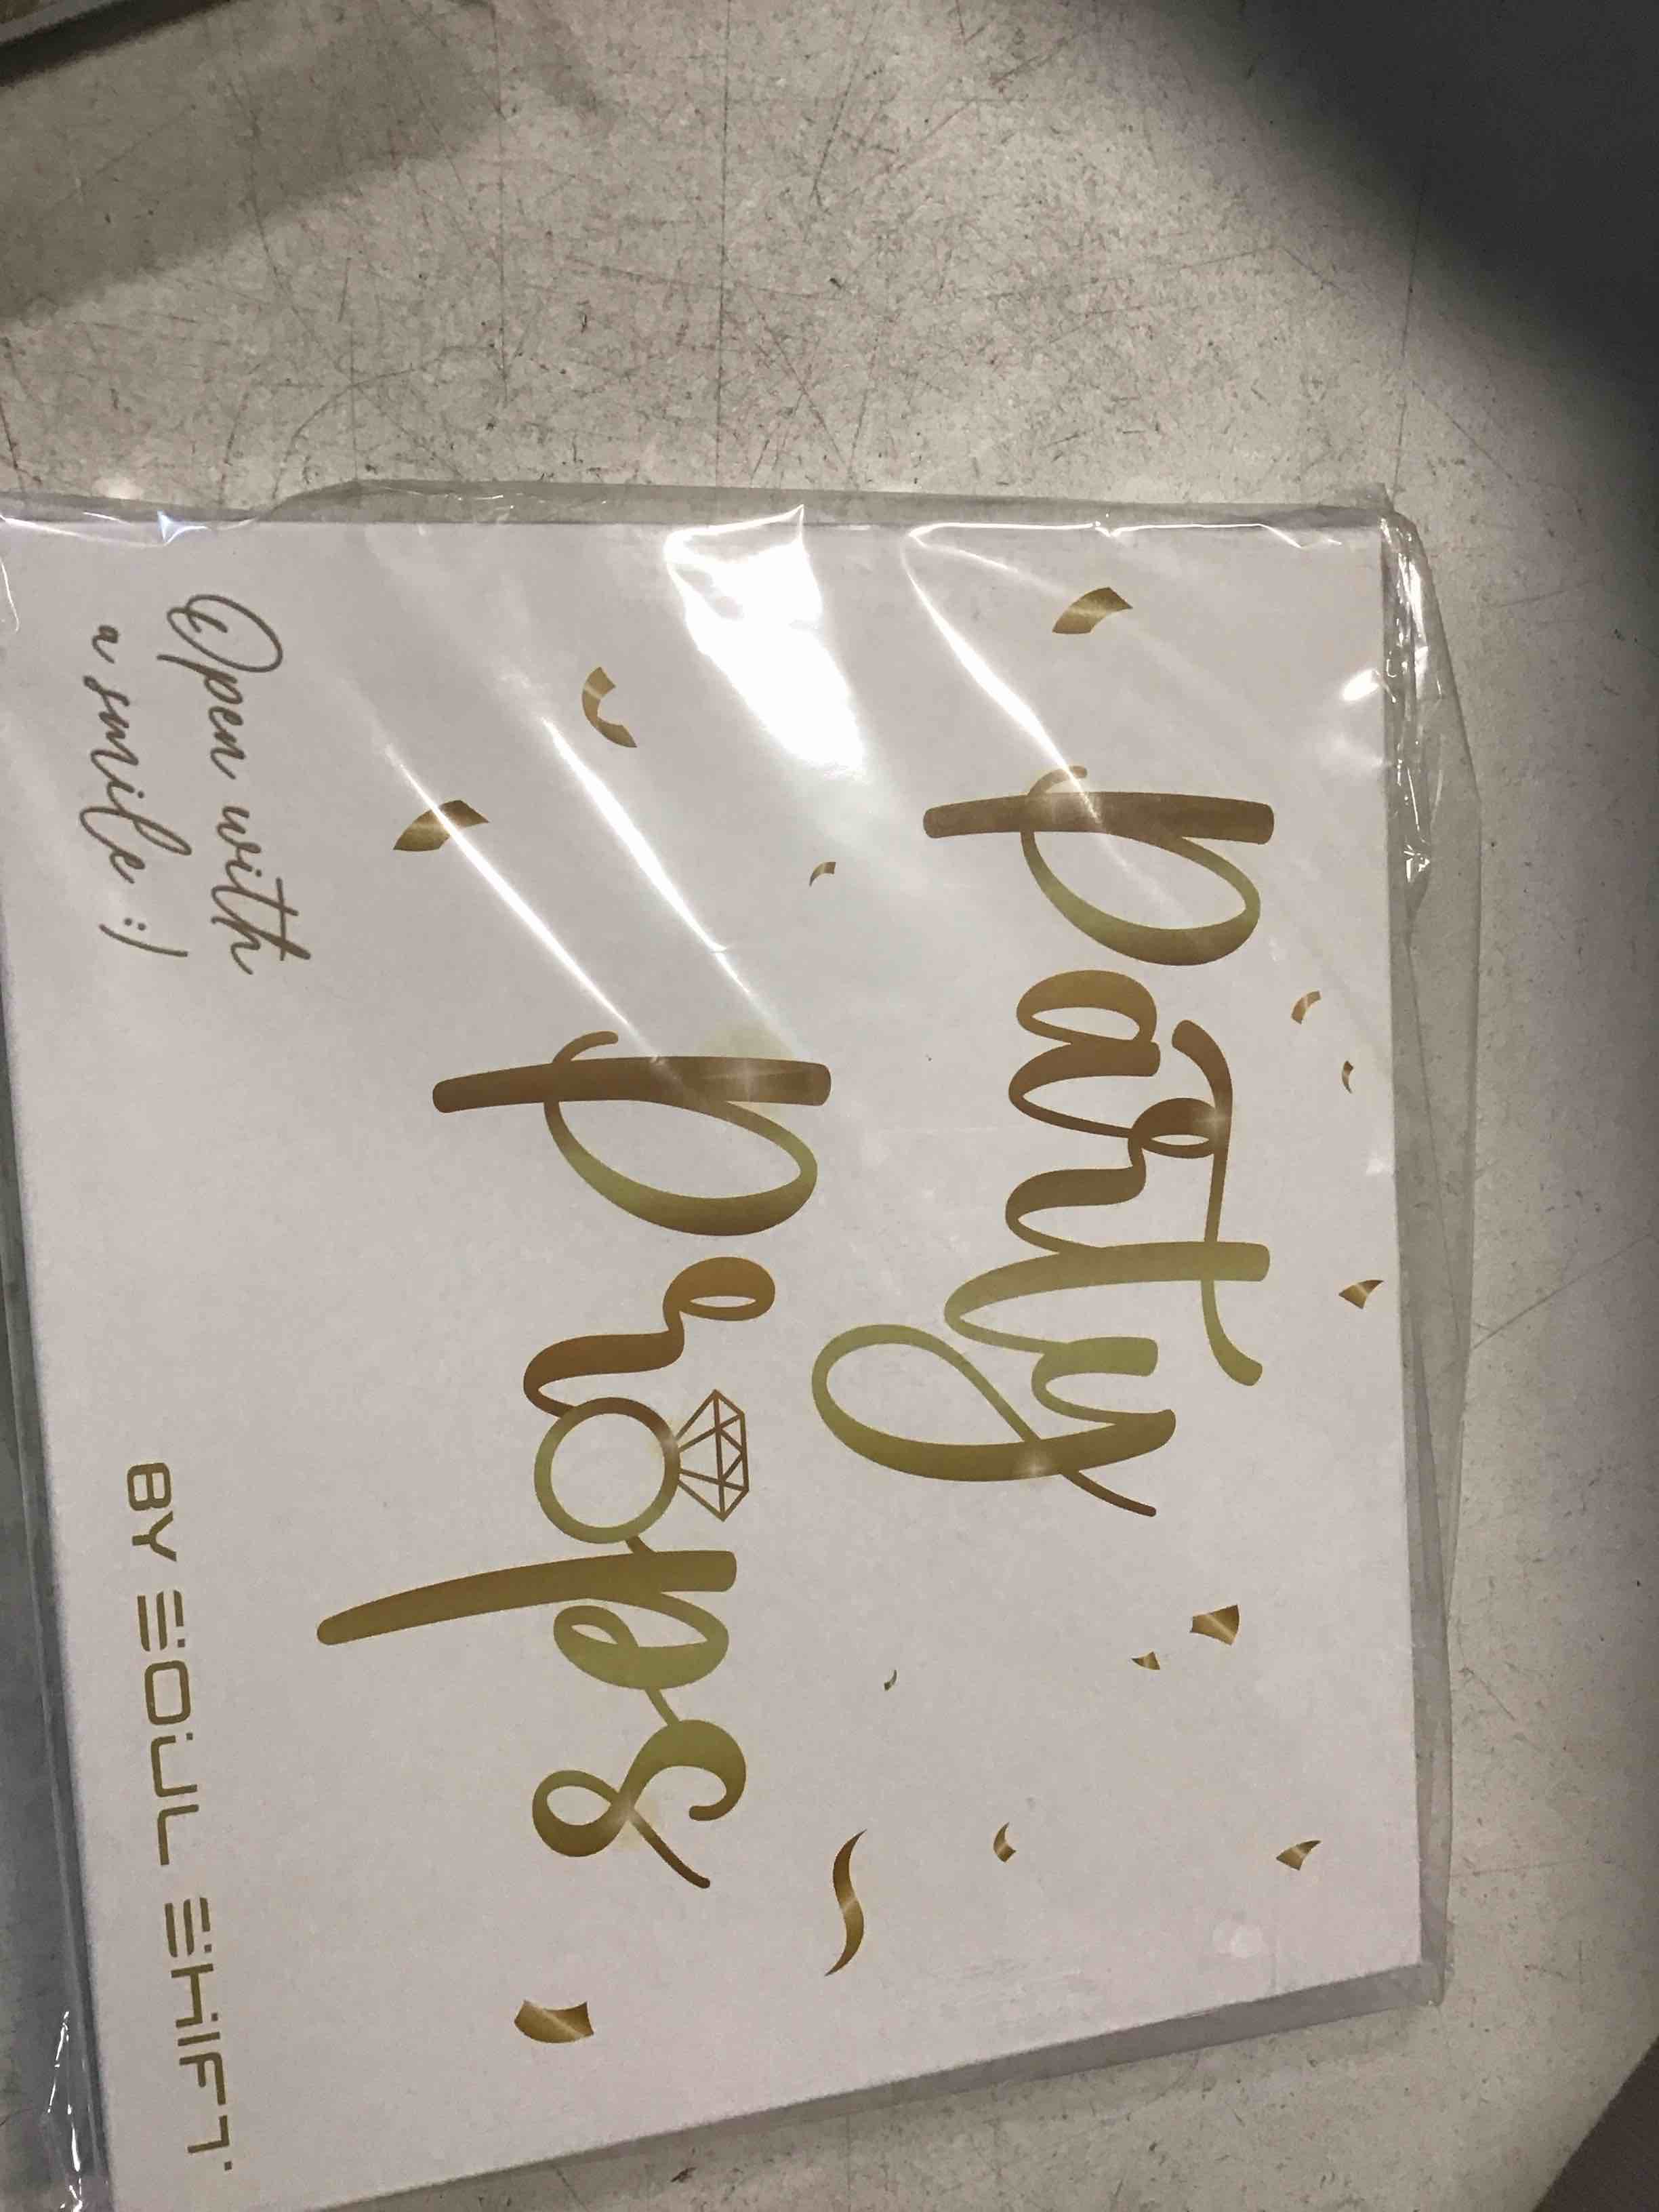 party
props
Open with
a smile :)
BY SOUL SHIFT